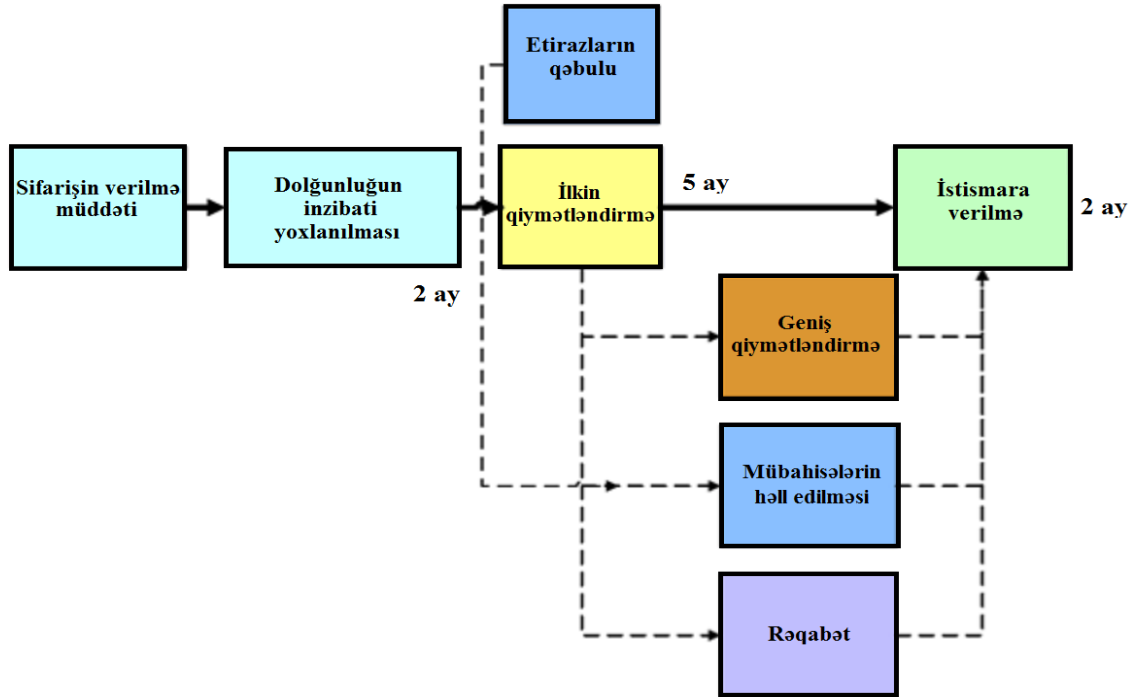 Etirazların
qəbulu
Sifarişin verilmə
müddəti
Dolğunluğun
inzibati
yoxlanılması
2 ay
İlkin
qiymətləndirmə
5 ay
İstismara
verilmə
2 ay
Geniş
qiymətləndirmə
Mübahisələrin
həll edilməsi
Rəqabət